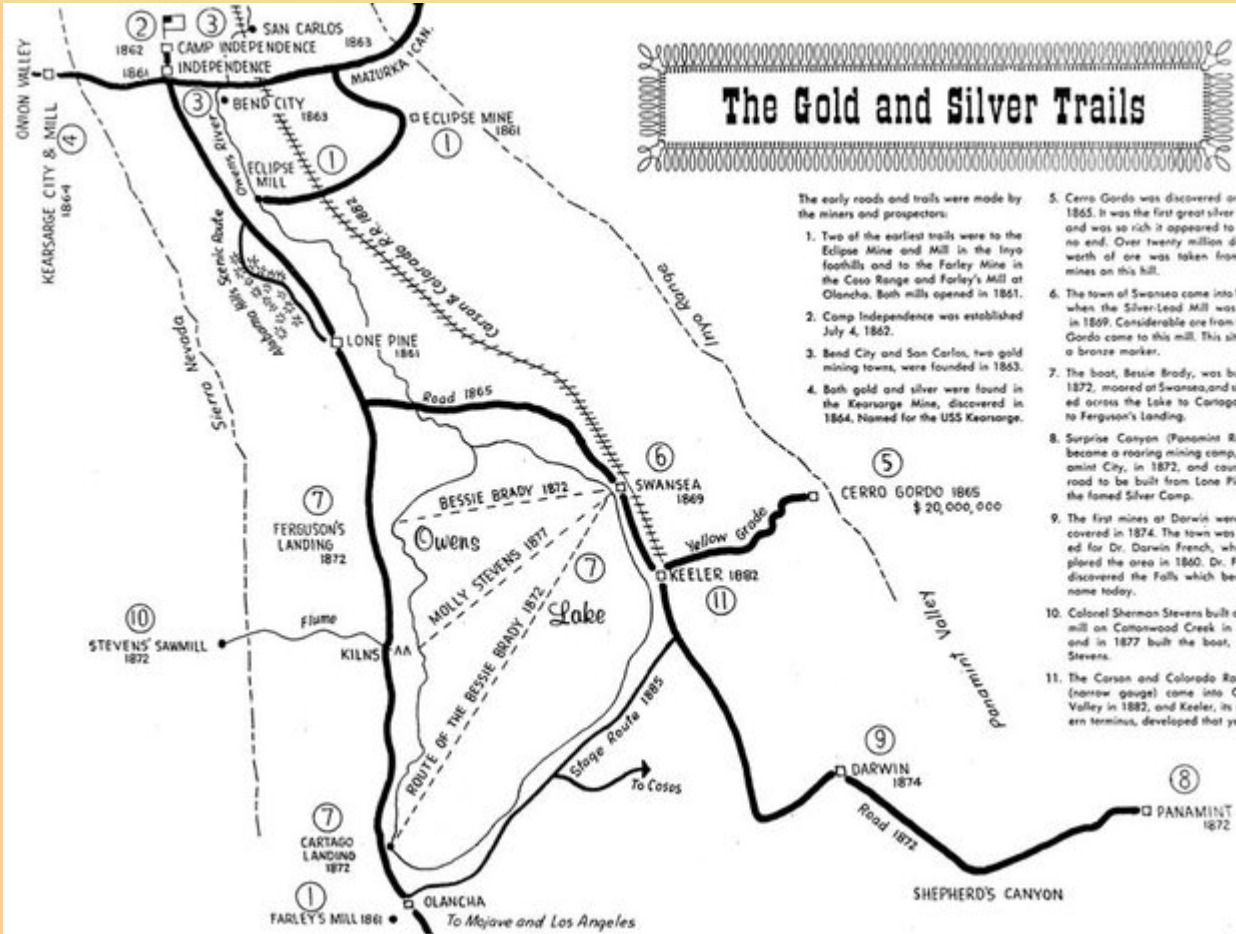 The Gold and Silver Trails
The early roads and trails were made by
the miners and prospectors:
1. Two of the earliest trails were to the
Eclipse Mine and Mill in the Inyo
foothills and to the Farley Mine in
the Coso Range and Farley's Mill at
Olancha. Both mills opened in 1861.
2. Camp Independence was established
July 4, 1862.
3. Bend City and San Carlos, two gold
mining towns, were founded in 1863.
4. Both gold and silver were found in
the Kearsarge Mine, discovered in
1864. Named for the USS Kearsarge.
5. Cerro Gordo was discovered
1865. It was the first great silver
and was so rich it appeared to
no end. Over twenty million
worth of ore was taken from
mines on this hill.
6. The town of Swansea came into
when the Silver-Lead Mill was
in 1869. Considerable ore from
Gordo came to this mill. This
a bronze marker.
7. The boat, Bessie Brady, was
1872, moored at Swansea, and
ed across the Lake to
to Ferguson's Landing.
8. Surprise Canyon (Panamint
became a roaring mining camp,
amint City, in 1872, and
road to be built from Lone
the famed Silver Camp.
9. The first mines at Darwin
covered in 1874. The town was
ed for Dr. Darwin French,
plored the area in 1860. Dr.
discovered the Falls which
name today.
10. Colonel Sherman Stevens built
mill on Cottonwood Creek in
and in 1877 built the boat,
Stevens.
11. The Carson and Colorado
(narrow gauge) came into
Valley in 1882, and Keeler, its
ern terminus, developed that
2
3
SAN CARLOS
1862
CAMP INDEPENDENCE
1863
1861
INDEPENDENCE
MAZURKA CAN.
ONION VALLEY
KEARSARGE CITY & MILL
1864
4
3
BEND CITY
1863
ECLIPSE MINE
1861
1
Owens River
ECLIPSE
MILL
1
Carson & Colorado R.R. 1882
Alabama Hills Scenic Route
Sierra Nevada
Inyo Range
LONE PINE
1861
Road 1865
6
SWANSEA
1869
5
CERRO GORDO 1865
$ 20,000,000
Yellow Grade
KEELER 1882
11
BESSIE BRADY 1872
7
FERGUSON'S
LANDING
1872
Owens
Lake
MOLLY STEVENS 1877
7
ROUTE OF THE BESSIE BRADY 1872
10
STEVENS' SAWMILL
1872
Flume
KILNS
Panamint Valley
Stage Route 1885
To Cosos
9
DARWIN
1874
Road 1872
8
PANAMINT
1872
SHEPHERD'S CANYON
7
CARTAGO
LANDING
1872
1
FARLEY'S MILL 1861
OLANCHA
To Mojave and Los Angeles